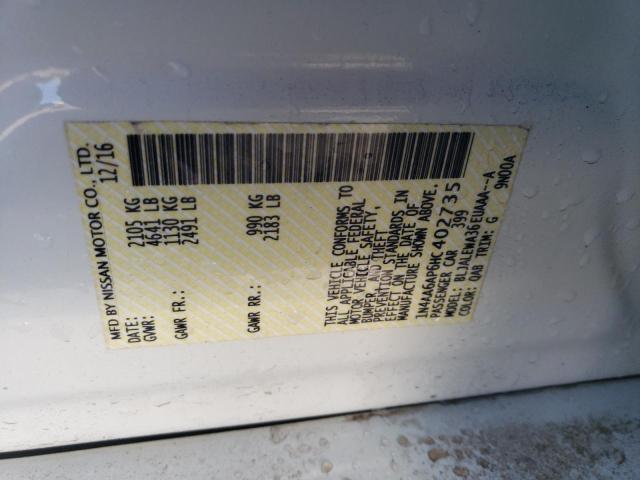 MFD BY NISSAN MOTOR CO., LTD.
DATE: 12/16
GVWR: 2105 KG
4641 LB
GAWR FR: 1130 KG
2491 LB
GAWR RR: 990 KG
2183 LB
THIS VEHICLE CONFORMS TO
ALL APPLICABLE FEDERAL
MOTOR VEHICLE SAFETY,
BUMPER, AND THEFT
PREVENTION STANDARDS IN
EFFECT ON THE DATE OF
MANUFACTURE SHOWN ABOVE.
1N4AA6AP6HC402735
PASSENGER CAR 399
MODEL: BLJALEWA36EUAAA--A
COLOR: QAB TRIM: G 9N00A